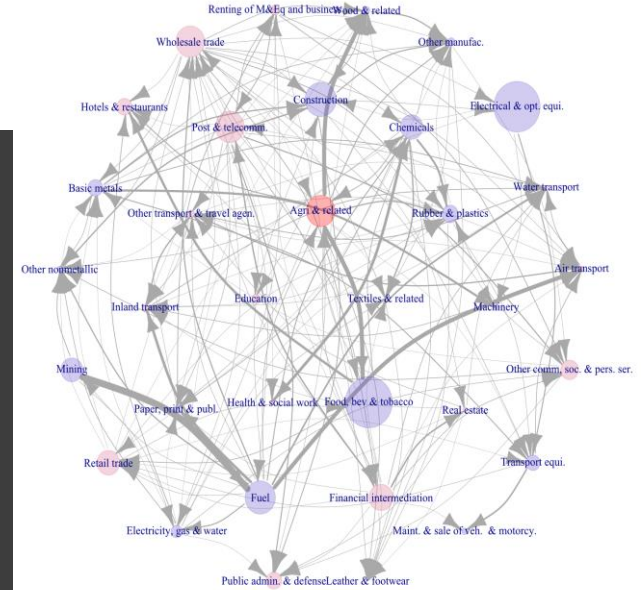 Renting of M&Eq and business
Wood & related
Wholesale trade
Other manufac.
Construction
Electrical & opt. equi.
Hotels & restaurants
Post & telecomm.
Chemicals
Basic metals
Water transport
Other transport & travel agen.
Agri & related
Rubber & plastics
Other nonmetallic
Air transport
Inland transport
Education
Textiles & related
Machinery
Mining
Other comm, soc. & pers. ser.
Paper, print & publ.
Health & social work
Food, bev & tobacco
Real estate
Retail trade
Transport equi.
Fuel
Financial intermediation
Electricity, gas & water
Maint. & sale of veh. & motorcy.
Public admin. & defense
Leather & footwear